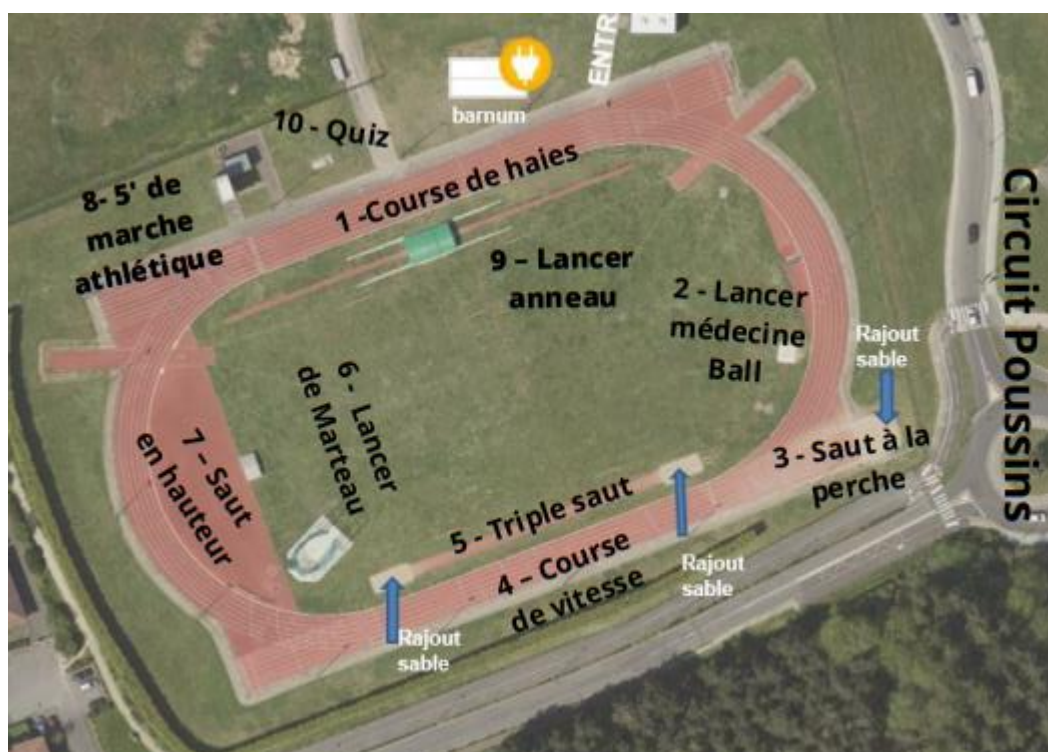 ENTR
barnum
10 - Quiz
8- 5' de
marche
athlétique
1 -Course de haies
9 – Lancer
anneau
2 - Lancer
médecine
Ball
Rajout
sable
Circuit Poussins
6 - Lancer
de Marteau
7 – Saut
en hauteur
3 - Saut à la
perche
5 - Triple saut
4 – Course
de vitesse
Rajout
sable
Rajout
sable